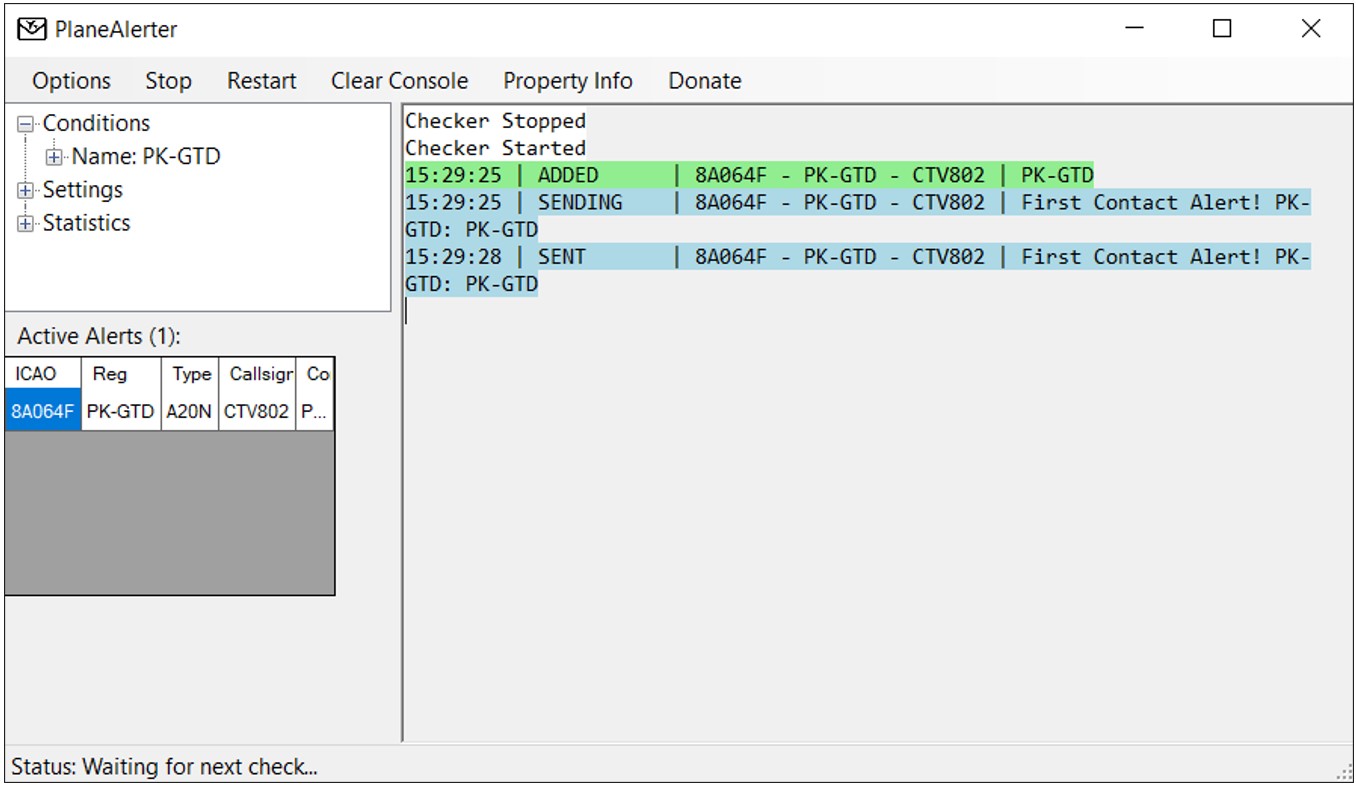 PlaneAlerter
Options Stop Restart Clear Console Property Info Donate
Conditions
Name: PK-GTD
Settings
Statistics
Active Alerts (1):
ICAO Reg Type Callsign Co
8A064F PK-GTD A20N CTV802 P...
Checker Stopped
Checker Started
15:29:25 | ADDED | 8A064F - PK-GTD - CTV802 | PK-GTD
15:29:25 | SENDING | 8A064F - PK-GTD - CTV802 | First Contact Alert! PK-
GTD: PK-GTD
15:29:28 | SENT | 8A064F - PK-GTD - CTV802 | First Contact Alert! PK-
GTD: PK-GTD
Status: Waiting for next check...